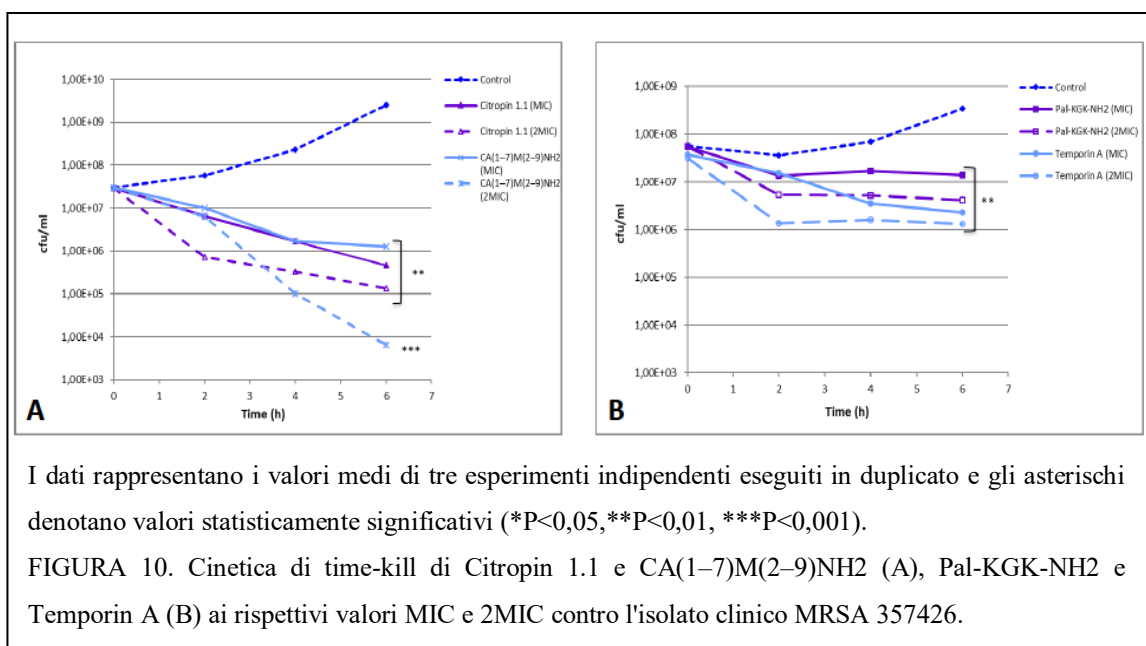 1,00E+10
1,00E+09
1,00E+08
1,00E+07
1,00E+06
1,00E+05
1,00E+04
1,00E+03
cfu/ml
0 1 2 3 4 5 6 7
Time (h)
A
Control
Citropin 1.1 (MIC)
Citropin 1.1 (2MIC)
CA(1–7)M(2–9)NH2
(MIC)
CA(1–7)M(2–9)NH2
(2MIC)
**
***
1,00E+09
1,00E+08
1,00E+07
1,00E+06
1,00E+05
1,00E+04
1,00E+03
cfu/ml
0 1 2 3 4 5 6 7
Time (h)
B
Control
Pal-KGK-NH2 (MIC)
Pal-KGK-NH2 (2MIC)
Temporin A (MIC)
Temporin A (2MIC)
**
I dati rappresentano i valori medi di tre esperimenti indipendenti eseguiti in duplicato e gli asterischi
denotano valori statisticamente significativi (*P<0,05,**P<0,01, ***P<0,001).
FIGURA 10. Cinetica di time-kill di Citropin 1.1 e CA(1–7)M(2–9)NH2 (A), Pal-KGK-NH2 e
Temporin A (B) ai rispettivi valori MIC e 2MIC contro l'isolato clinico MRSA 357426.